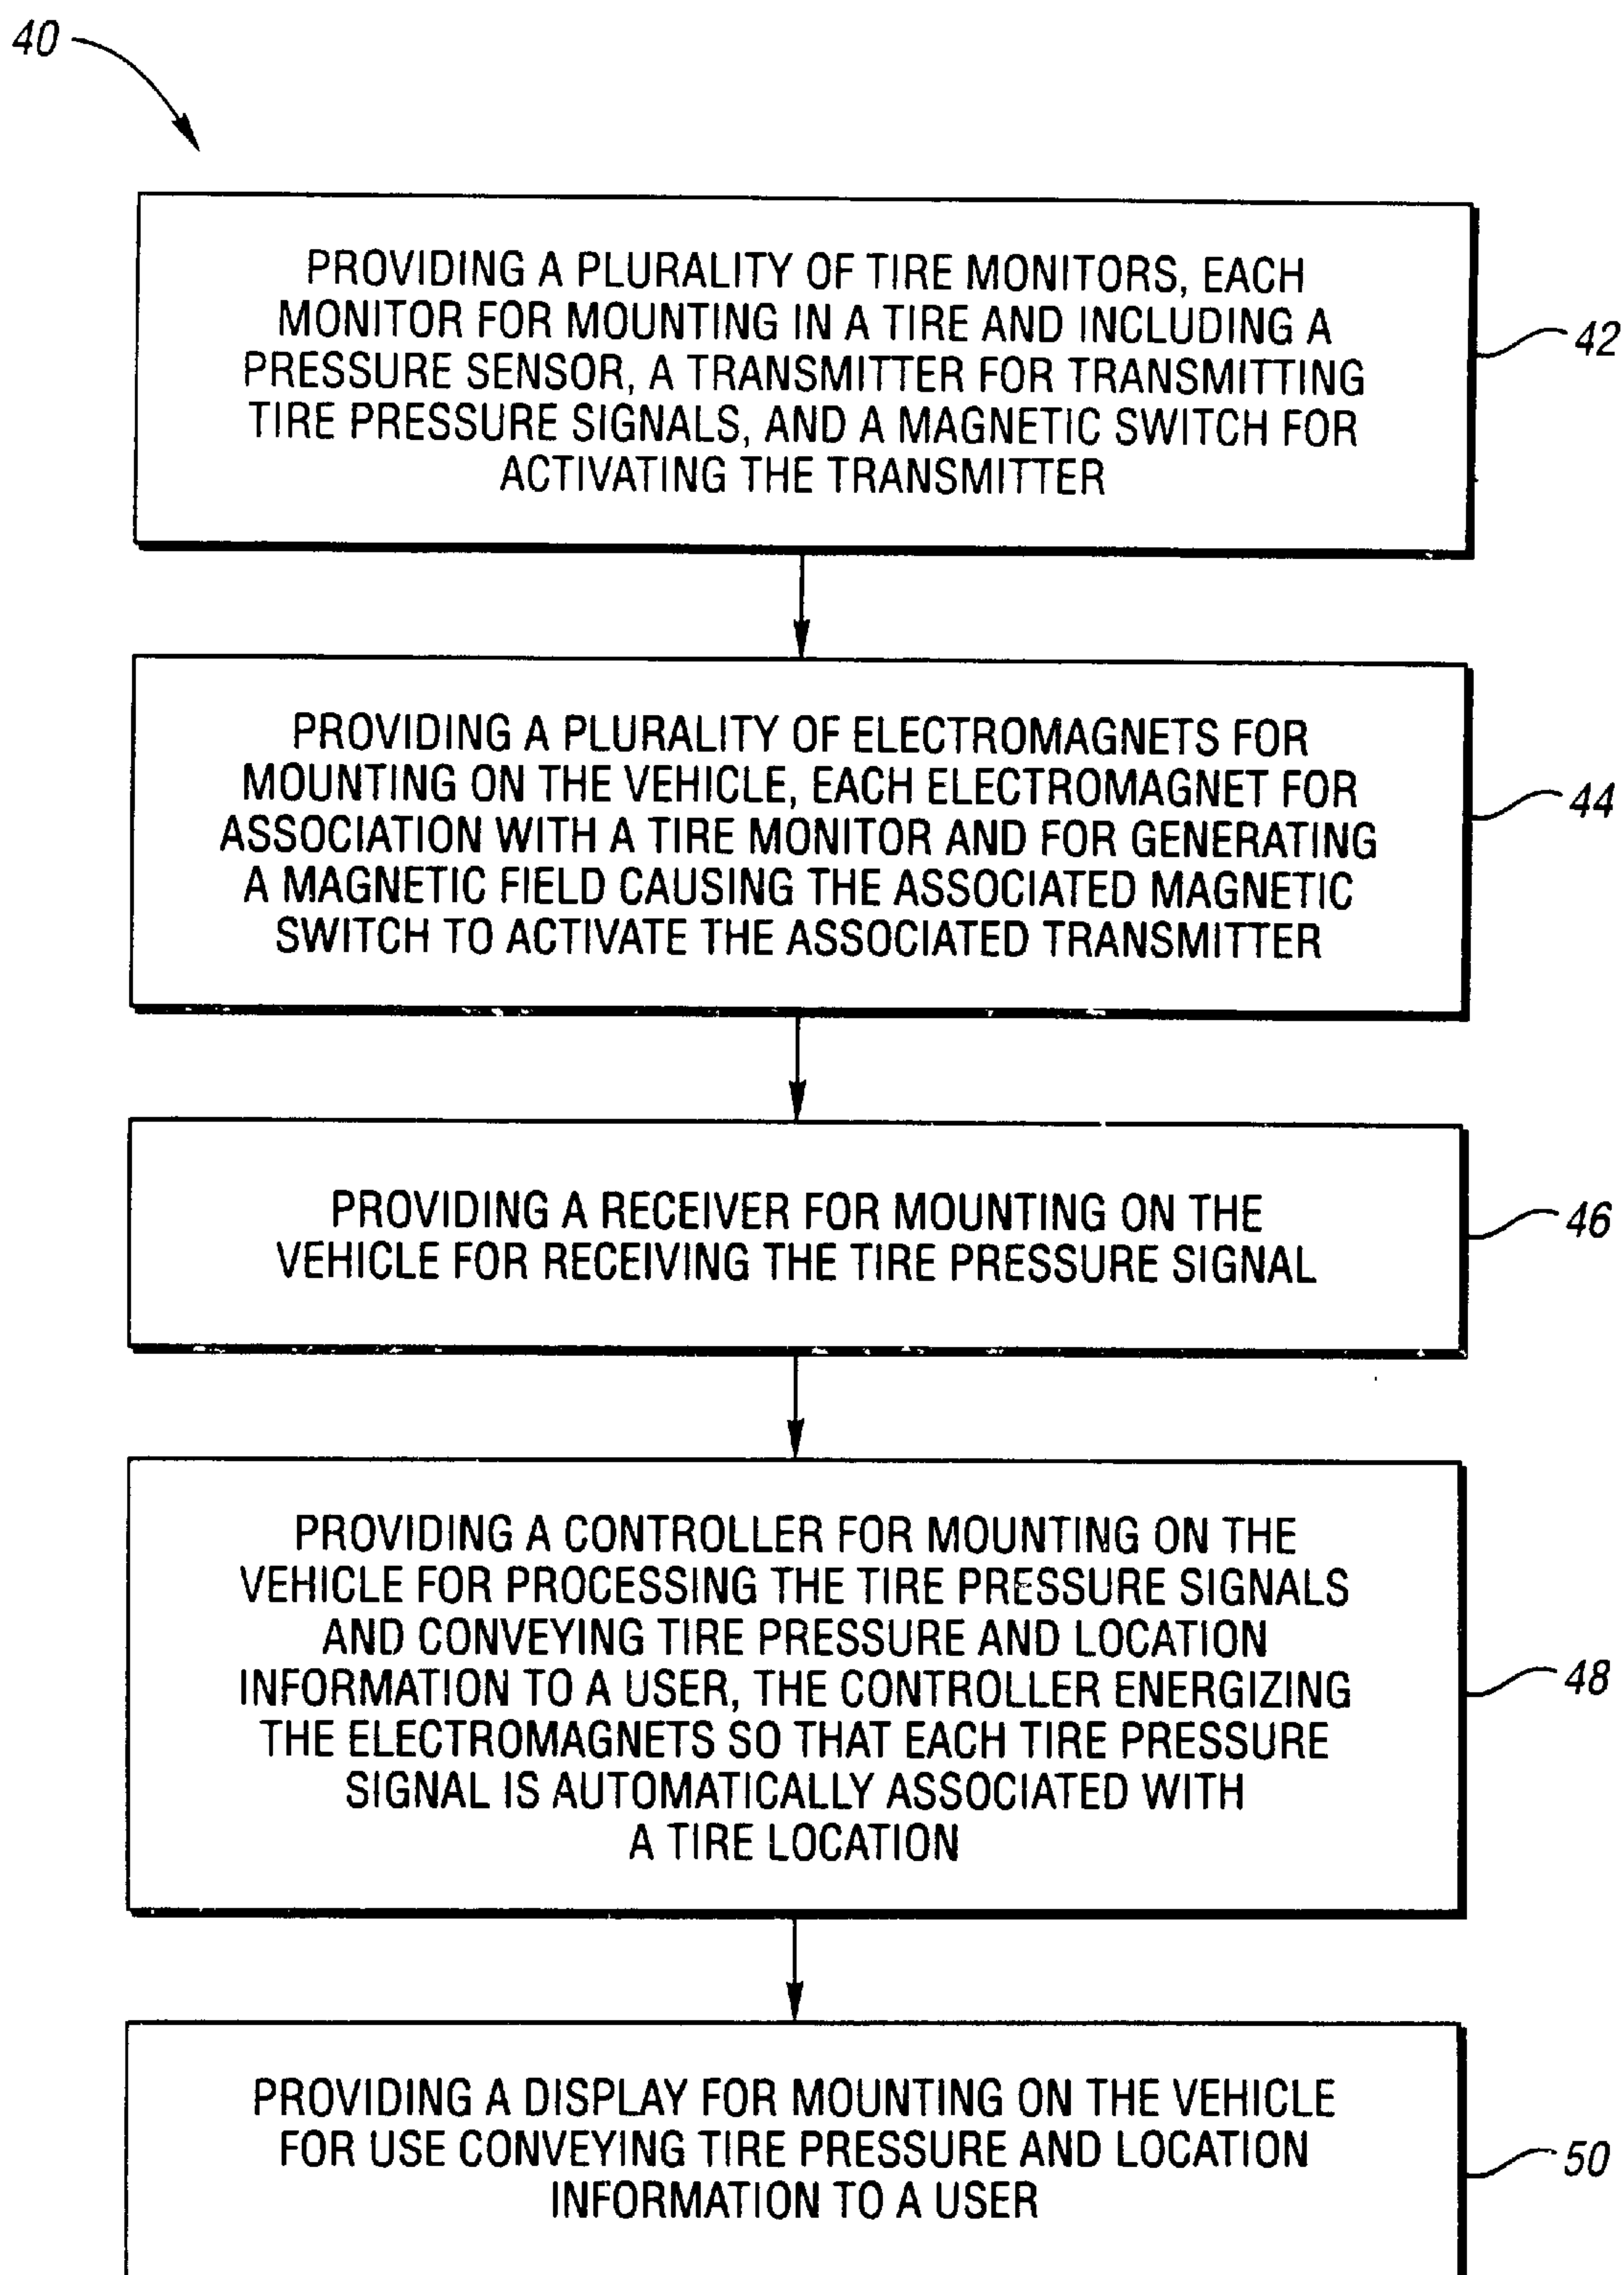 40
PROVIDING A PLURALITY OF TIRE MONITORS, EACH
MONITOR FOR MOUNTING IN A TIRE AND INCLUDING A
PRESSURE SENSOR, A TRANSMITTER FOR TRANSMITTING
TIRE PRESSURE SIGNALS, AND A MAGNETIC SWITCH FOR
ACTIVATING THE TRANSMITTER
42
PROVIDING A PLURALITY OF ELECTROMAGNETS FOR
MOUNTING ON THE VEHICLE, EACH ELECTROMAGNET FOR
ASSOCIATION WITH A TIRE MONITOR AND FOR GENERATING
A MAGNETIC FIELD CAUSING THE ASSOCIATED MAGNETIC
SWITCH TO ACTIVATE THE ASSOCIATED TRANSMITTER
44
PROVIDING A RECEIVER FOR MOUNTING ON THE
VEHICLE FOR RECEIVING THE TIRE PRESSURE SIGNAL
46
PROVIDING A CONTROLLER FOR MOUNTING ON THE
VEHICLE FOR PROCESSING THE TIRE PRESSURE SIGNALS
AND CONVEYING TIRE PRESSURE AND LOCATION
INFORMATION TO A USER, THE CONTROLLER ENERGIZING
THE ELECTROMAGNETS SO THAT EACH TIRE PRESSURE
SIGNAL IS AUTOMATICALLY ASSOCIATED WITH
A TIRE LOCATION
48
PROVIDING A DISPLAY FOR MOUNTING ON THE VEHICLE
FOR USE CONVEYING TIRE PRESSURE AND LOCATION
INFORMATION TO A USER
50